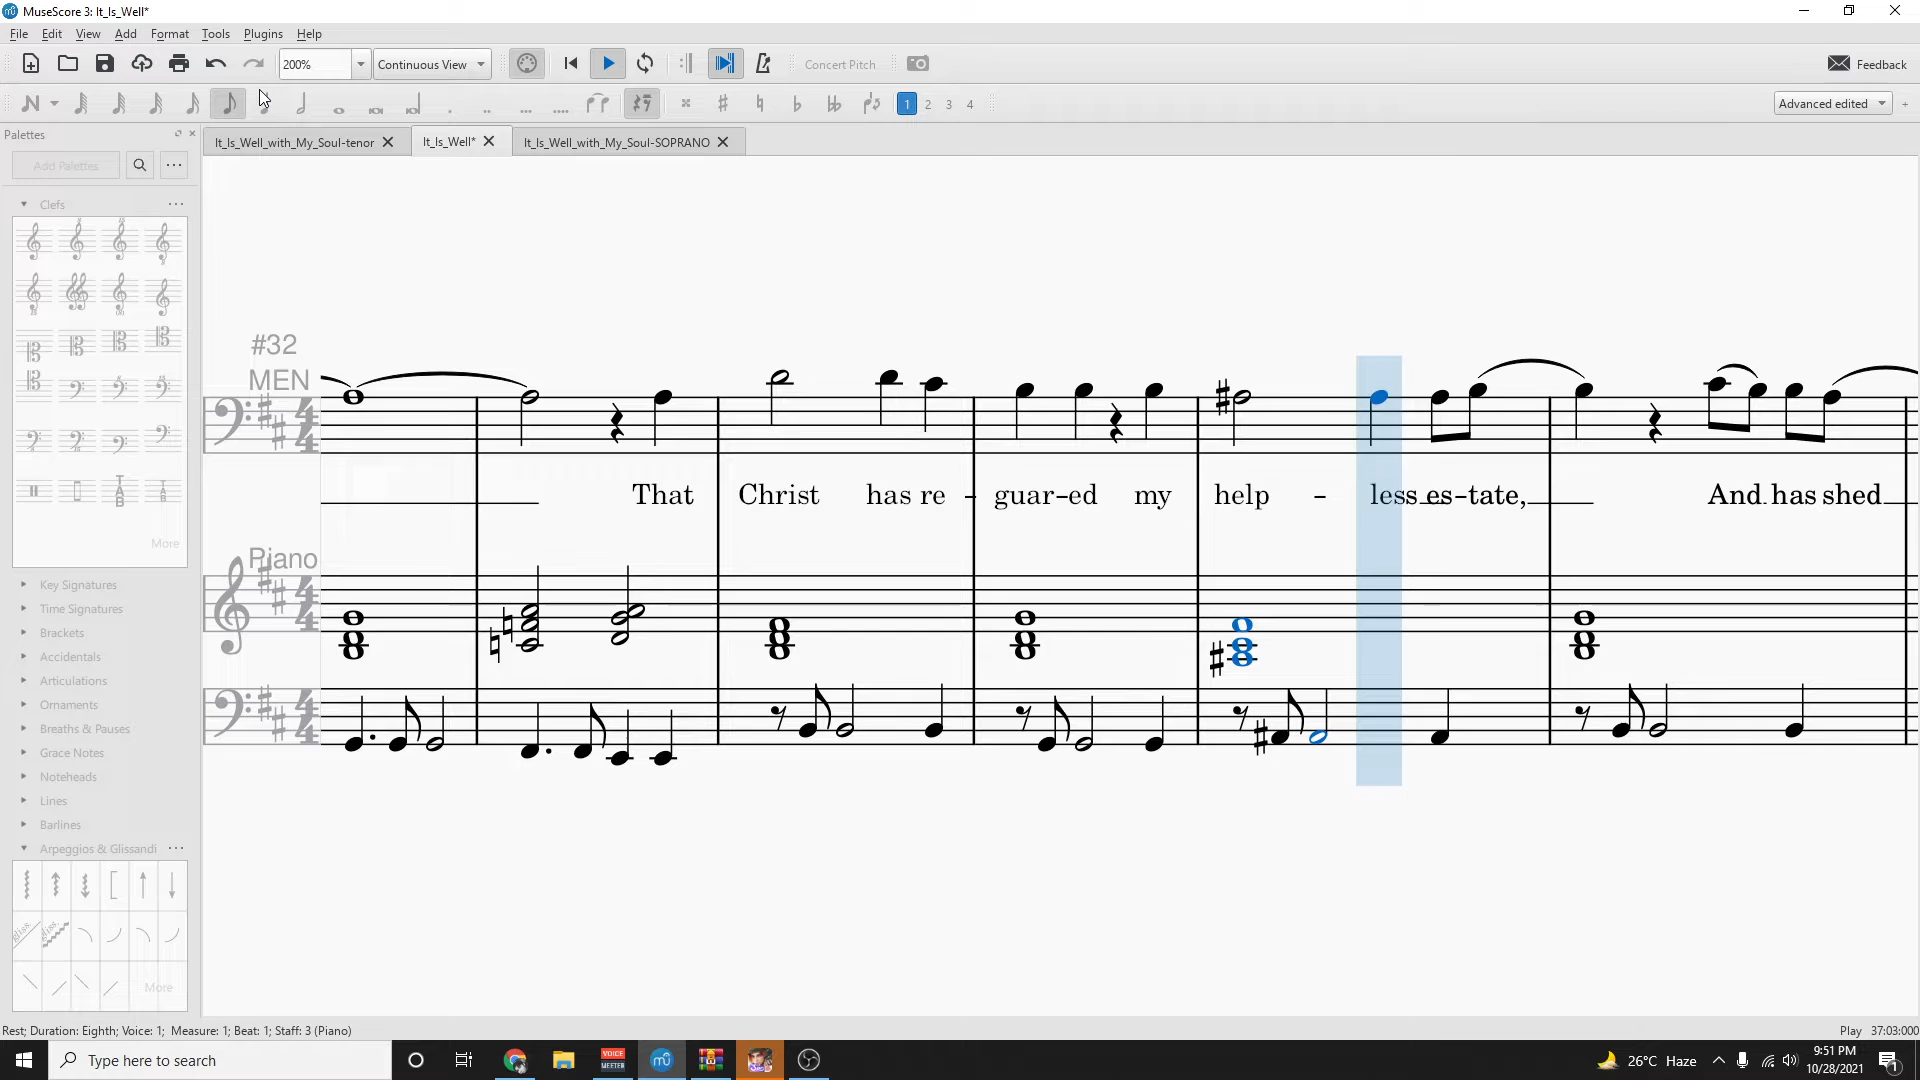 MuseScore 3: It_Is_Well*
File Edit View Add Format Tools Plugins Help
200% Continuous View Concert Pitch Feedback
1 2 3 4 Advanced edited
Palettes It_Is_Well_with_My_Soul-tenor It_Is_Well* It_Is_Well_with_My_Soul-SOPRANO
Add Palettes
Clefs
More
Key Signatures
Time Signatures
Brackets
Accidentals
Articulations
Ornaments
Breaths & Pauses
Grace Notes
Noteheads
Lines
Barlines
Arpeggios & Glissandi
gliss. gliss.
More
#32
MEN
That Christ has re - guar-ed my help - less es-tate, And has shed
Piano
Rest; Duration: Eighth; Voice: 1; Measure: 1; Beat: 1; Staff: 3 (Piano) Play 37:03:000
Type here to search
VOICE
MEETER
26°C Haze
9:51 PM
10/28/2021
1